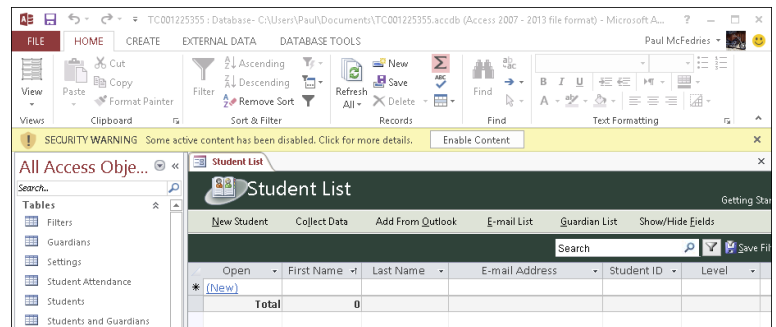 TC001225355 : Database- C:\Users\Paul\Documents\TC001225355.accdb (Access 2007 - 2013 file format) - Microsoft A...
FILE HOME CREATE EXTERNAL DATA DATABASE TOOLS Paul McFedries
View Paste Cut Copy Format Painter
Filter Ascending Descending Remove Sort
Refresh All New Save Delete
Find
B I U
A
Views Clipboard Sort & Filter Records Find Text Formatting
! SECURITY WARNING Some active content has been disabled. Click for more details. Enable Content
All Access Obje...
Search..
Tables
Filters
Guardians
Settings
Student Attendance
Students
Students and Guardians
Student List
Student List
Getting Star
New Student Collect Data Add From Outlook E-mail List Guardian List Show/Hide Fields
Search Save Filt
Open First Name Last Name E-mail Address Student ID Level
(New)
Total 0